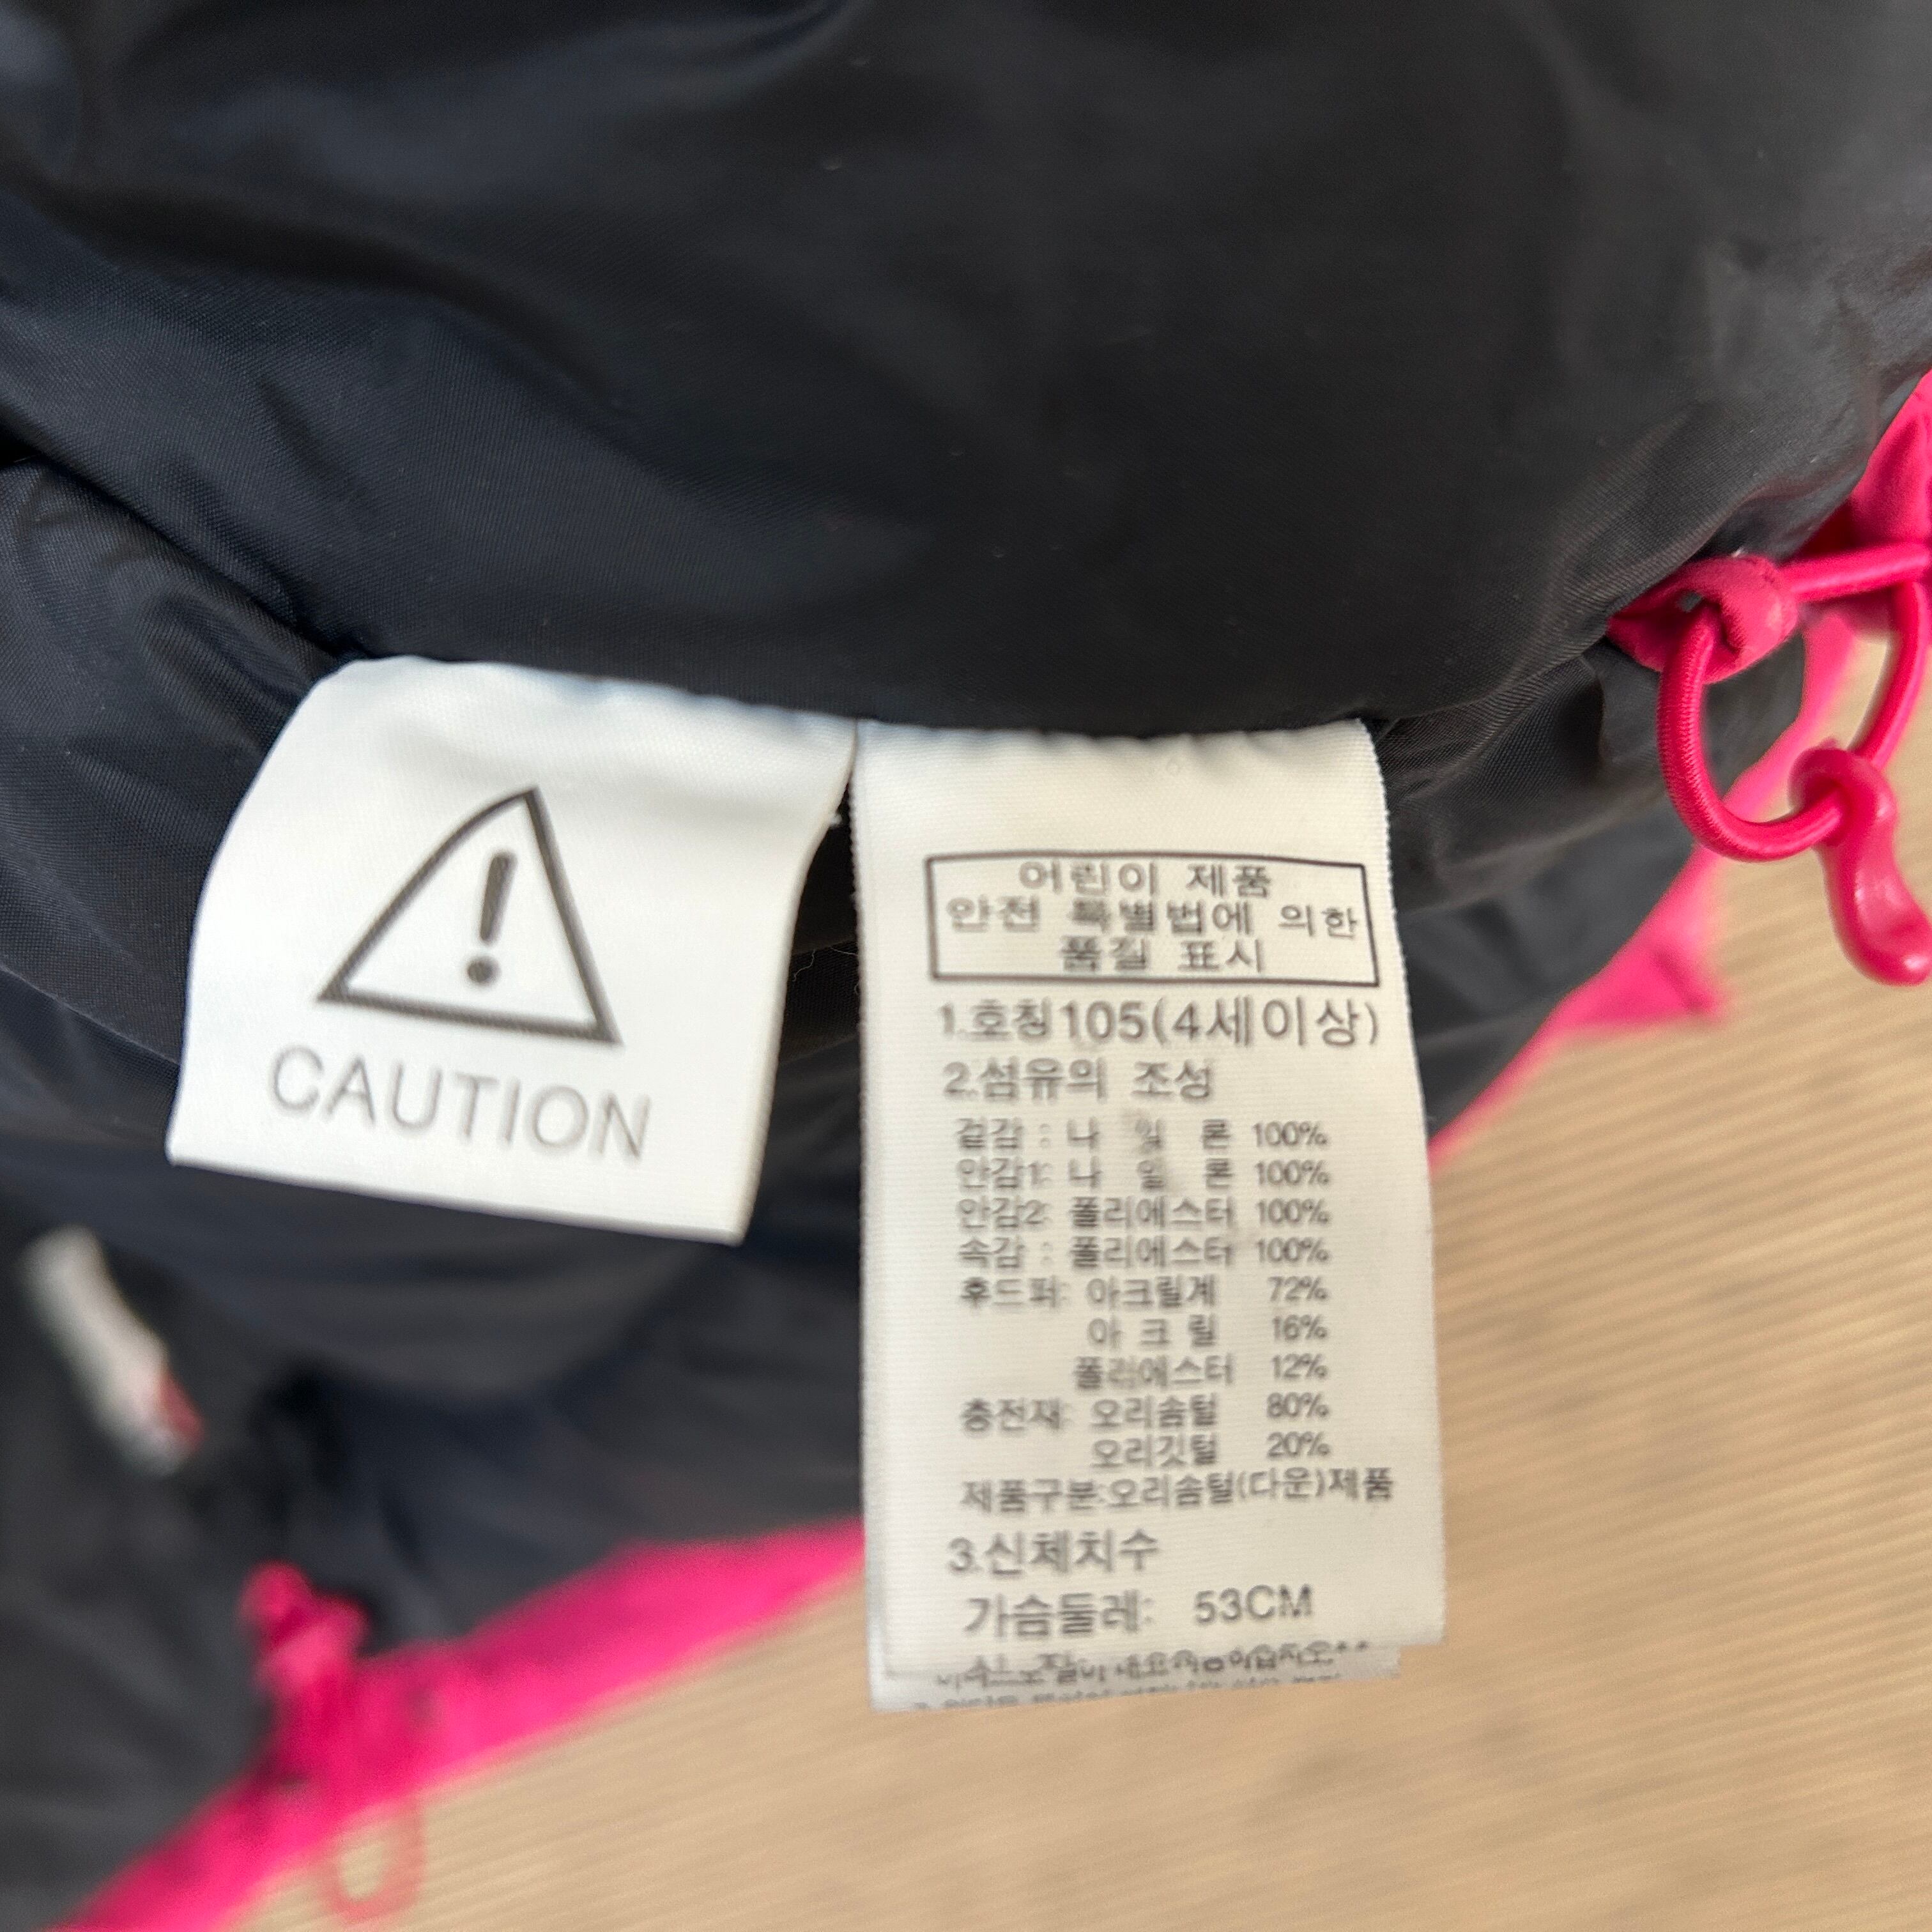 CAUTION
어린이 제품
안전 특별법에 의한
품질 표시
1.호칭105(4세이상)
2.섬유의 조성
겉감 : 나 일 론 100%
안감1: 나 일 론 100%
안감2: 폴리에스터 100%
속감 : 폴리에스터 100%
후드퍼: 아크릴계 72%
아 크 릴 16%
폴리에스터 12%
충전재: 오리솜털 80%
오리깃털 20%
제품구분:오리솜털(다운)제품
3.신체치수
가슴둘레: 53CM